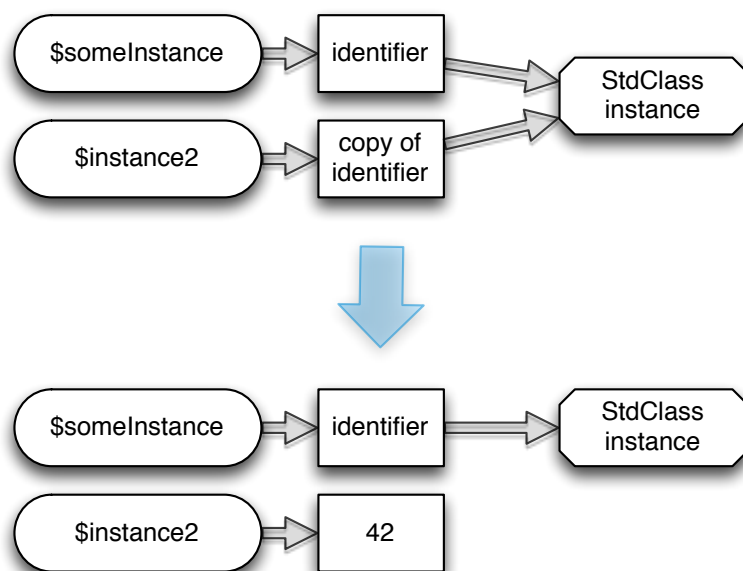 $someInstance
identifier
StdClass
instance
$instance2
copy of
identifier
$someInstance
identifier
StdClass
instance
$instance2
42